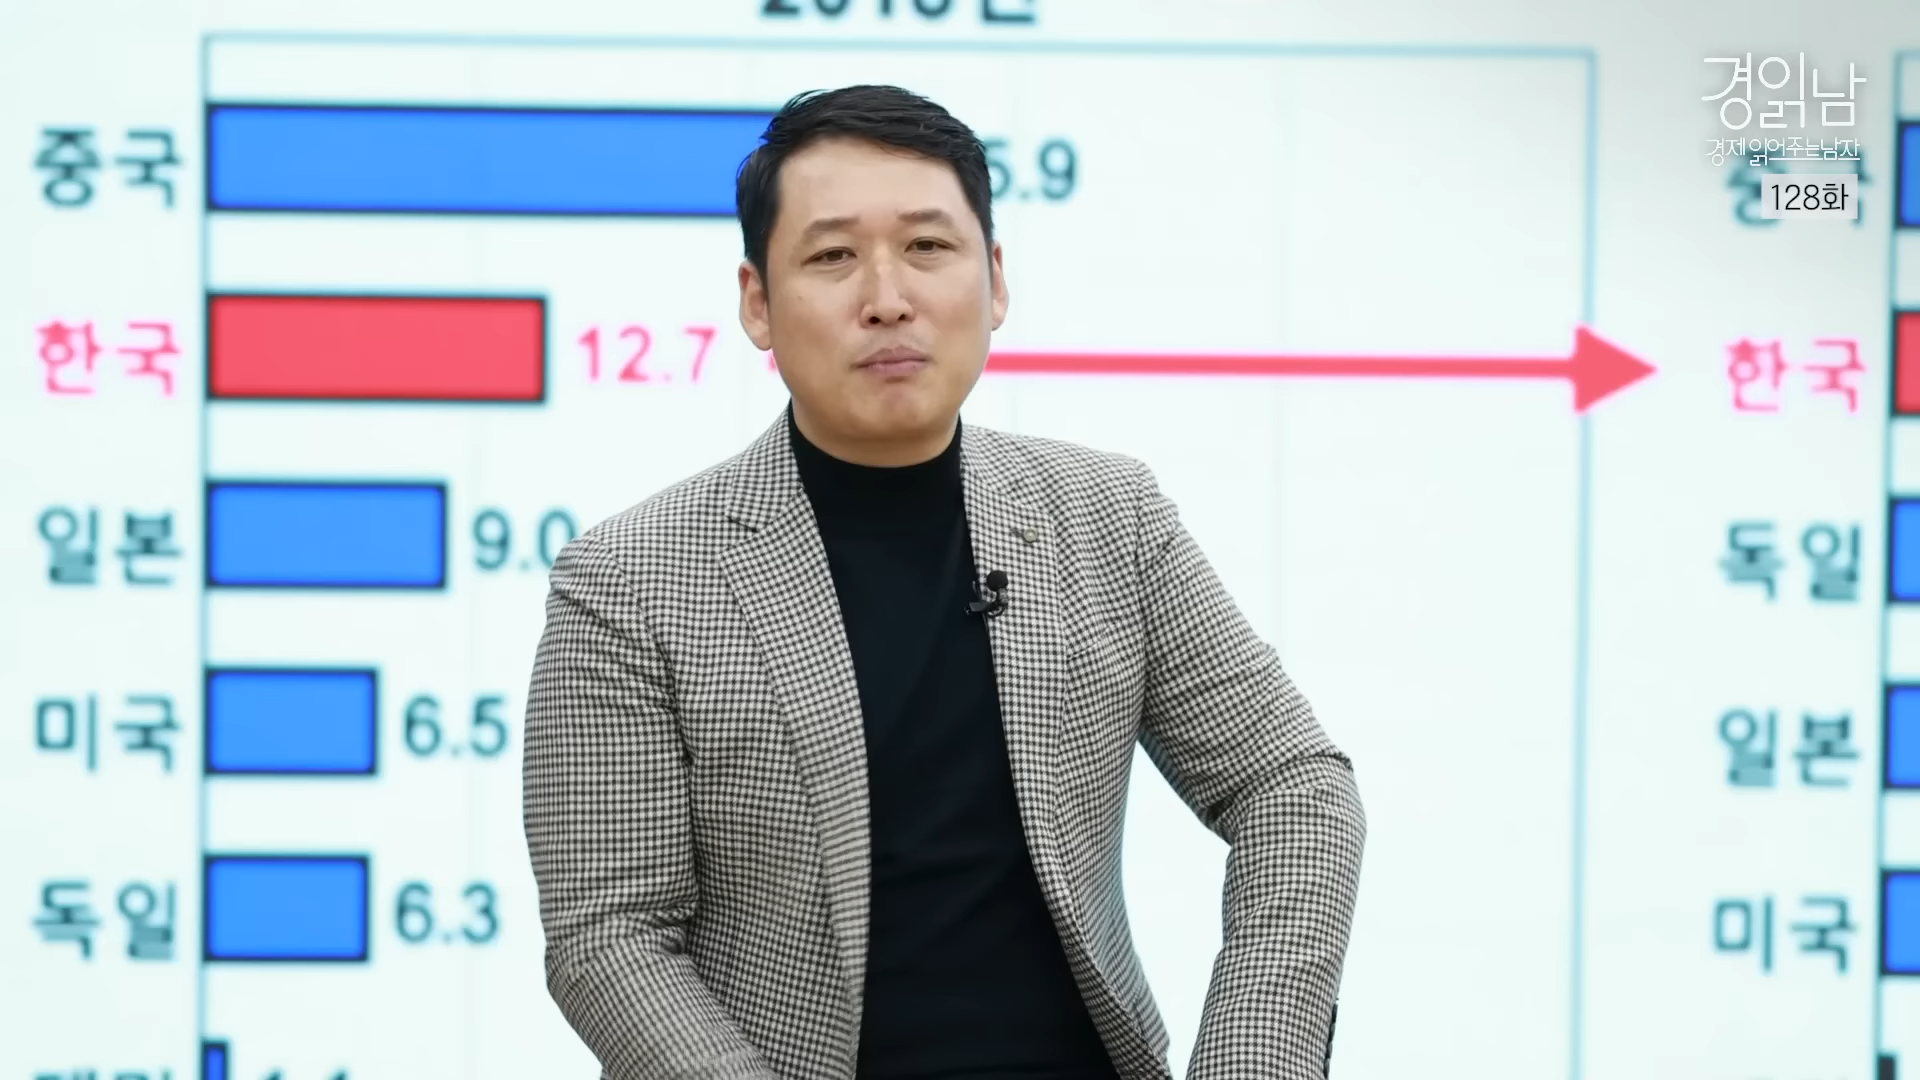 중국
한국 12.7
일본 9.0
미국 6.5
독일 6.3
경읽남
경제 읽어주는 남자
128화
한국
독일
일본
미국